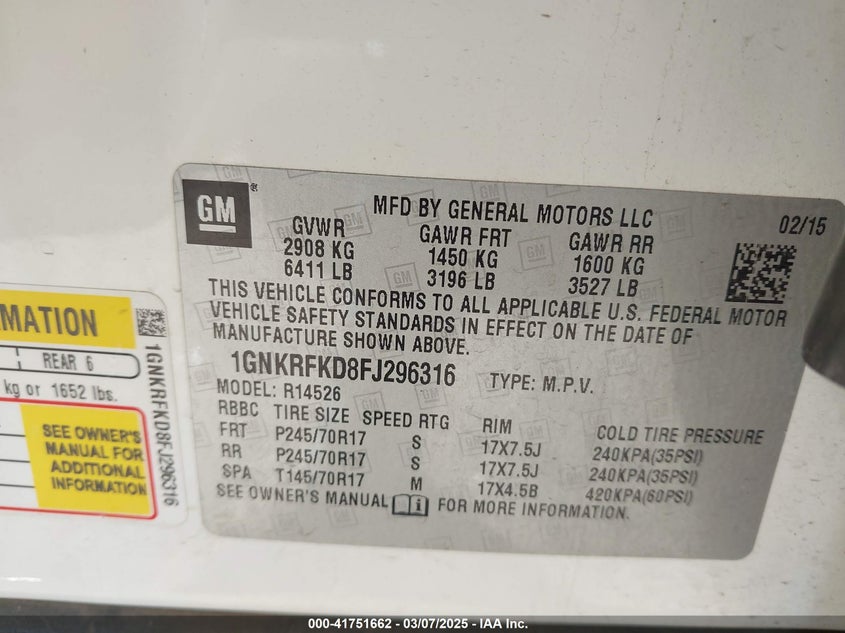 GM
®
MFD BY GENERAL MOTORS LLC
02/15
GVWR GAWR FRT GAWR RR
2908 KG 1450 KG 1600 KG
6411 LB 3196 LB 3527 LB
THIS VEHICLE CONFORMS TO ALL APPLICABLE U.S. FEDERAL MOTOR
VEHICLE SAFETY STANDARDS IN EFFECT ON THE DATE OF
MANUFACTURE SHOWN ABOVE.
1GNKRFKD8FJ296316 TYPE: M.P.V.
MODEL: R14526
RBBC TIRE SIZE SPEED RTG RIM COLD TIRE PRESSURE
FRT P245/70R17 S 17X7.5J 240KPA(35PSI)
RR P245/70R17 S 17X7.5J 240KPA(35PSI)
SPA T145/70R17 M 17X4.5B 420KPA(60PSI)
SEE OWNER'S MANUAL i FOR MORE INFORMATION.
MATION
REAR 6
kg or 1652 lbs.
SEE OWNER'S
MANUAL FOR
ADDITIONAL
INFORMATION
1GNKRFKD8FJ296316
000-41751662 - 03/07/2025 - IAA Inc.